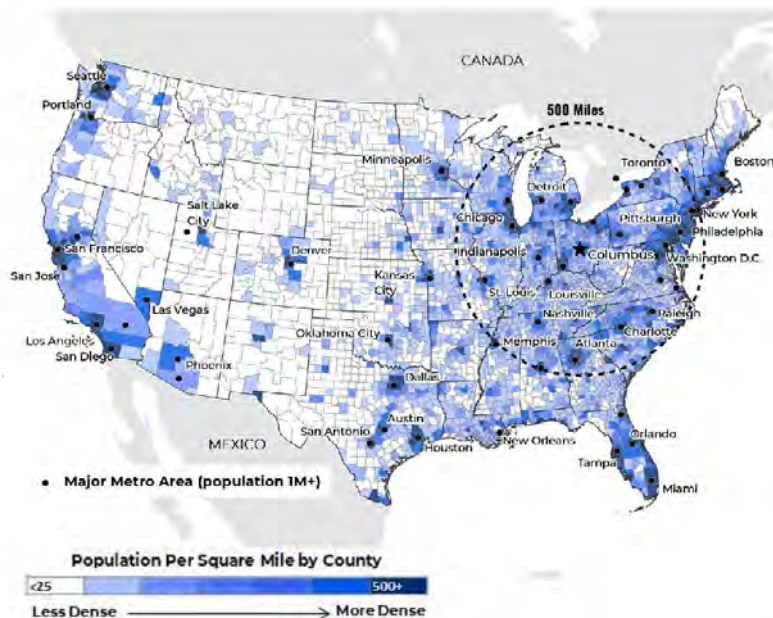 CANADA
Seattle
500 Miles
Portland
Toronto
Boston
Minneapolis
Detroit
Salt Lake
City
Chicago
Pittsburgh
New York
Philadelphia
San Francisco
Denver
Indianapolis
Columbus
Washington D.C.
San Jose
Kansas
City
St. Louis
Louisville
Las Vegas
Raleigh
Nashville
Oklahoma City
Charlotte
Los Angeles
Memphis
Atlanta
San Diego
Phoenix
Dallas
Austin
San Antonio
MEXICO
Houston
New Orleans
Orlando
Tampa
Miami
• Major Metro Area (population 1M+)
Population Per Square Mile by County
<25 500+
Less Dense More Dense